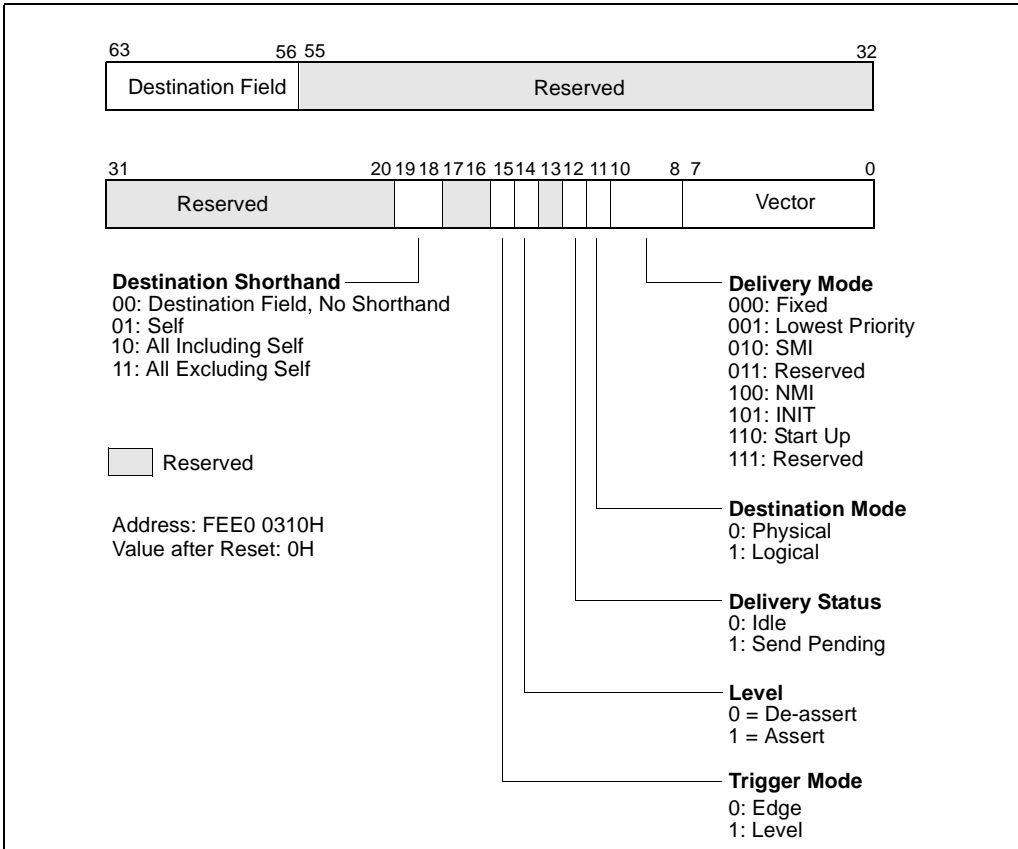 63 56 55 32
Destination Field Reserved
31 20 19 18 17 16 15 14 13 12 11 10 8 7 0
Reserved Vector
Destination Shorthand
00: Destination Field, No Shorthand
01: Self
10: All Including Self
11: All Excluding Self
Reserved
Address: FEE0 0310H
Value after Reset: 0H
Delivery Mode
000: Fixed
001: Lowest Priority
010: SMI
011: Reserved
100: NMI
101: INIT
110: Start Up
111: Reserved
Destination Mode
0: Physical
1: Logical
Delivery Status
0: Idle
1: Send Pending
Level
0 = De-assert
1 = Assert
Trigger Mode
0: Edge
1: Level